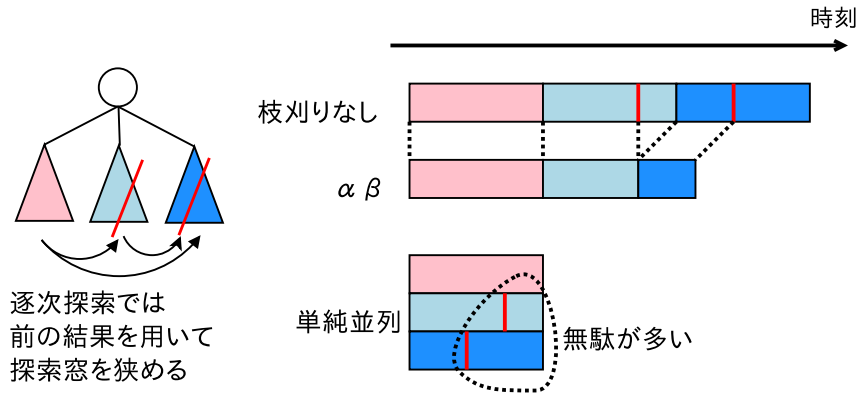 時刻
枝刈りなし
αβ
単純並列
無駄が多い
逐次探索では
前の結果を用いて
探索窓を狭める